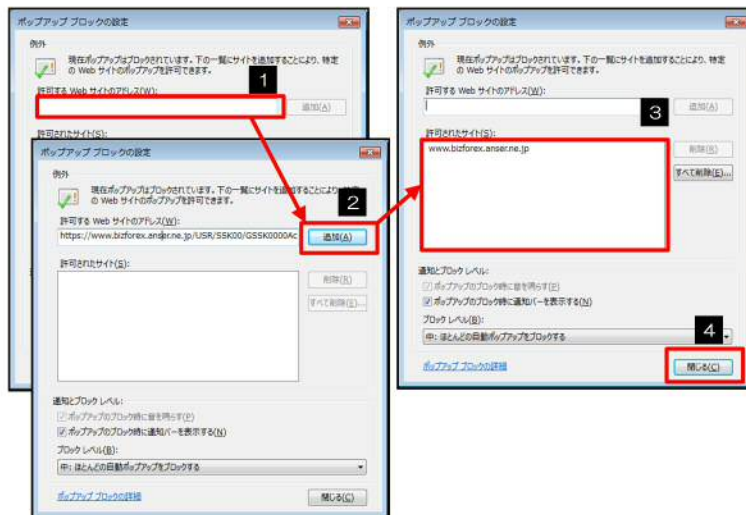 ポップアップ ブロックの設定
例外
現在ポップアップはブロックされています。下の一覧にサイトを追加することにより、特定
の Web サイトのポップアップを許可できます。
1
許可する Web サイトのアドレス(W):
追加(A)
許可されたサイト(S):
ポップアップ ブロックの設定
例外
現在ポップアップはブロックされています。下の一覧にサイトを追加することにより、特定
の Web サイトのポップアップを許可できます。
2
許可する Web サイトのアドレス(W):
https://www.bizforex.anser.ne.jp/USR/SSK00/GSSK0000Ac
追加(A)
許可されたサイト(S):
削除(R)
すべて削除(E)...
通知とブロック レベル:
ポップアップのブロック時に音を鳴らす(P)
ポップアップのブロック時に通知バーを表示する(N)
ブロック レベル(B):
中: ほとんどの自動ポップアップをブロックする
ポップアップ ブロックの詳細
閉じる(C)
ポップアップ ブロックの設定
例外
現在ポップアップはブロックされています。下の一覧にサイトを追加することにより、特定
の Web サイトのポップアップを許可できます。
許可する Web サイトのアドレス(W):
3
追加(A)
許可されたサイト(S):
www.bizforex.anser.ne.jp
削除(R)
すべて削除(E)...
通知とブロック レベル:
ポップアップのブロック時に音を鳴らす(P)
ポップアップのブロック時に通知バーを表示する(N)
ブロック レベル(B):
4
中: ほとんどの自動ポップアップをブロックする
ポップアップ ブロックの詳細
閉じる(C)